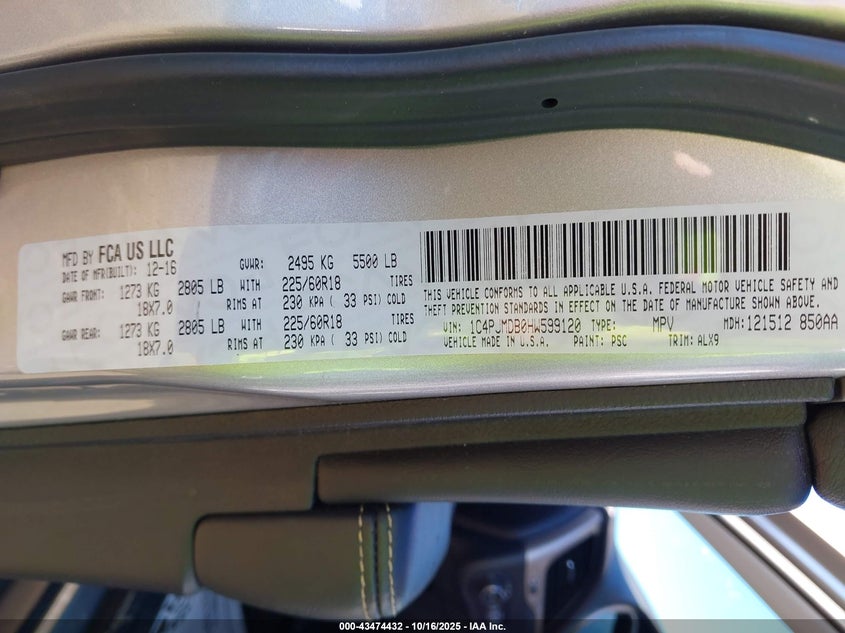 MFD BY FCA US LLC
DATE OF MFR(BUILT): 12-16
GVWR: 2495 KG 5500 LB
GAWR FRONT: 1273 KG 2805 LB WITH 225/60R18 TIRES
18X7.0 RIMS AT 230 KPA ( 33 PSI) COLD
GAWR REAR: 1273 KG 2805 LB WITH 225/60R18 TIRES
18X7.0 RIMS AT 230 KPA ( 33 PSI) COLD
THIS VEHICLE CONFORMS TO ALL APPLICABLE U.S.A. FEDERAL MOTOR VEHICLE SAFETY AND
THEFT PREVENTION STANDARDS IN EFFECT ON THE DATE OF MANUFACTURE SHOWN ABOVE.
VIN: 1C4PJMDB0HW599120 TYPE: MPV MDH:121512 850AA
VEHICLE MADE IN U.S.A. PAINT: PSC TRIM: ALX9
000-43474432 - 10/16/2025 - IAA Inc.